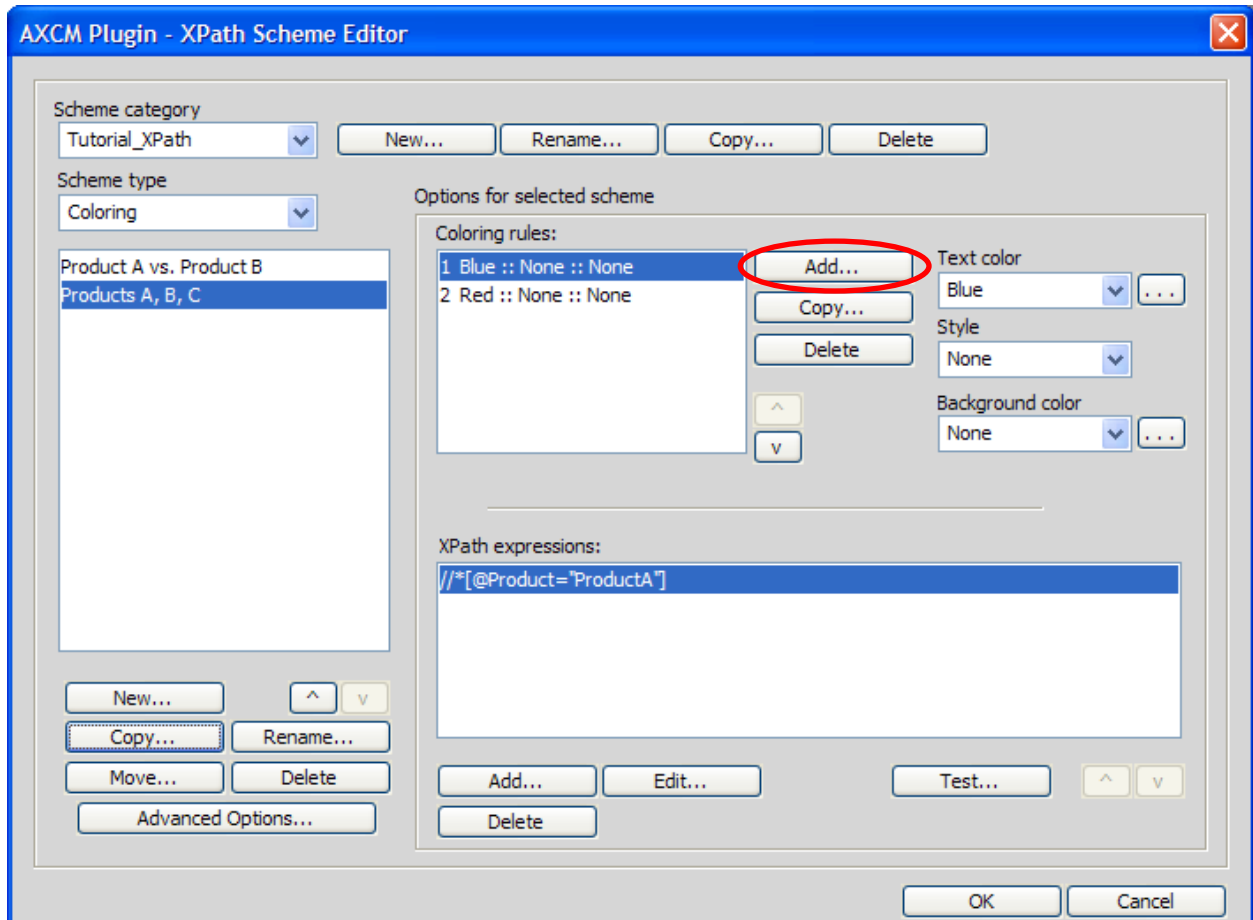 AXCM Plugin - XPath Scheme Editor
Scheme category
Tutorial_XPath
New...
Rename...
Copy...
Delete
Scheme type
Coloring
Product A vs. Product B
Products A, B, C
New...
^
v
Copy...
Rename...
Move...
Delete
Advanced Options...
Options for selected scheme
Coloring rules:
1 Blue :: None :: None
2 Red :: None :: None
Add...
Copy...
Delete
^
v
Text color
Blue
...
Style
None
Background color
None
...
XPath expressions:
//*[@Product="ProductA"]
Add...
Edit...
Test...
^
v
Delete
OK
Cancel